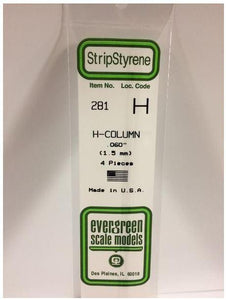 StripStyrene
Item No. Loc. Code
281 H
H-COLUMN
.060"
(1.5 mm)
4 Pieces
Made in U.S.A.
evergreen
scale models
Des Plaines, IL 60018